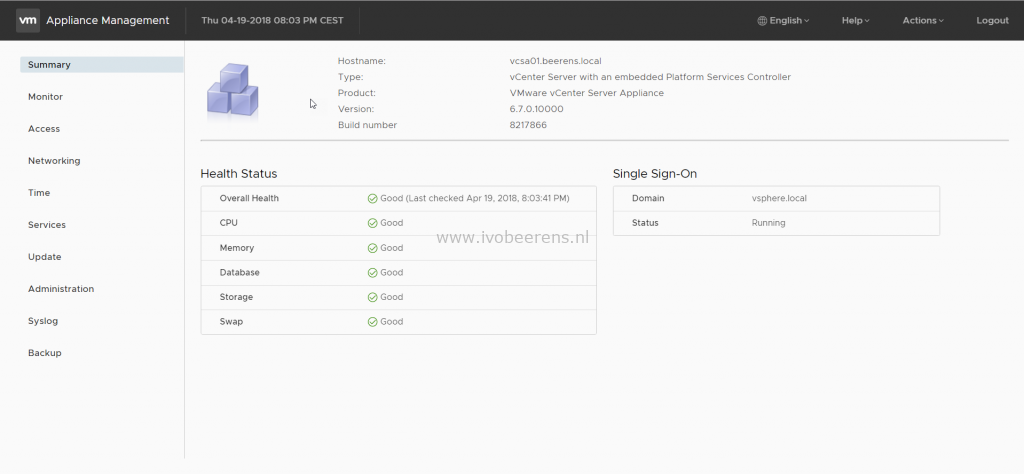 vm Appliance Management Thu 04-19-2018 08:03 PM CEST English Help Actions Logout
Summary
Monitor
Access
Networking
Time
Services
Update
Administration
Syslog
Backup
Hostname: vcsa01.beerens.local
Type: vCenter Server with an embedded Platform Services Controller
Product: VMware vCenter Server Appliance
Version: 6.7.0.10000
Build number 8217866
Health Status
Overall Health Good (Last checked Apr 19, 2018, 8:03:41 PM)
CPU Good
Memory Good
Database Good
Storage Good
Swap Good
Single Sign-On
Domain vsphere.local
Status Running
www.ivobeerens.nl